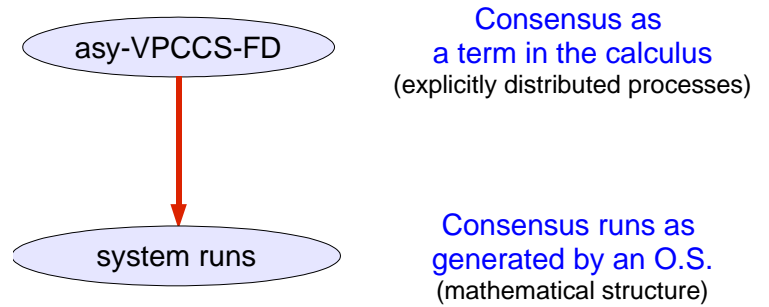 asy-VPCCS-FD
Consensus as
a term in the calculus
(explicitly distributed processes)
system runs
Consensus runs as
generated by an O.S.
(mathematical structure)